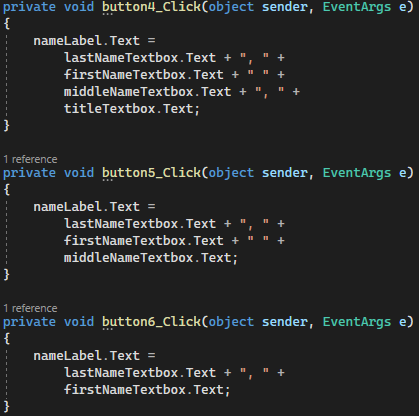 private void button4_Click(object sender, EventArgs e)
{
    nameLabel.Text =
        lastNameTextbox.Text + ", " +
        firstNameTextbox.Text + " " +
        middleNameTextbox.Text + ", " +
        titleTextbox.Text;
}
1 reference
private void button5_Click(object sender, EventArgs e)
{
    nameLabel.Text =
        lastNameTextbox.Text + ", " +
        firstNameTextbox.Text + " " +
        middleNameTextbox.Text;
}
1 reference
private void button6_Click(object sender, EventArgs e)
{
    nameLabel.Text =
        lastNameTextbox.Text + ", " +
        firstNameTextbox.Text;
}